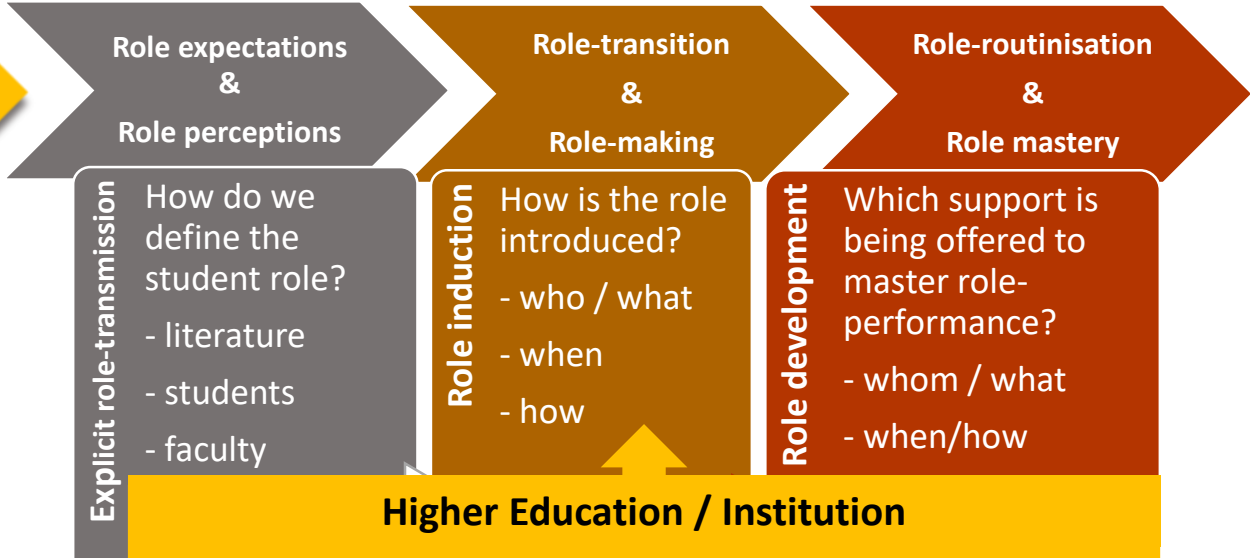 Role expectations
&
Role perceptions
Role-transition
&
Role-making
Role-routinisation
&
Role mastery
Explicit role-transmission
How do we
define the
student role?
- literature
- students
- faculty
Role induction
How is the role
introduced?
- who / what
- when
- how
Role development
Which support is
being offered to
master role-
performance?
- whom / what
- when/how
Higher Education / Institution